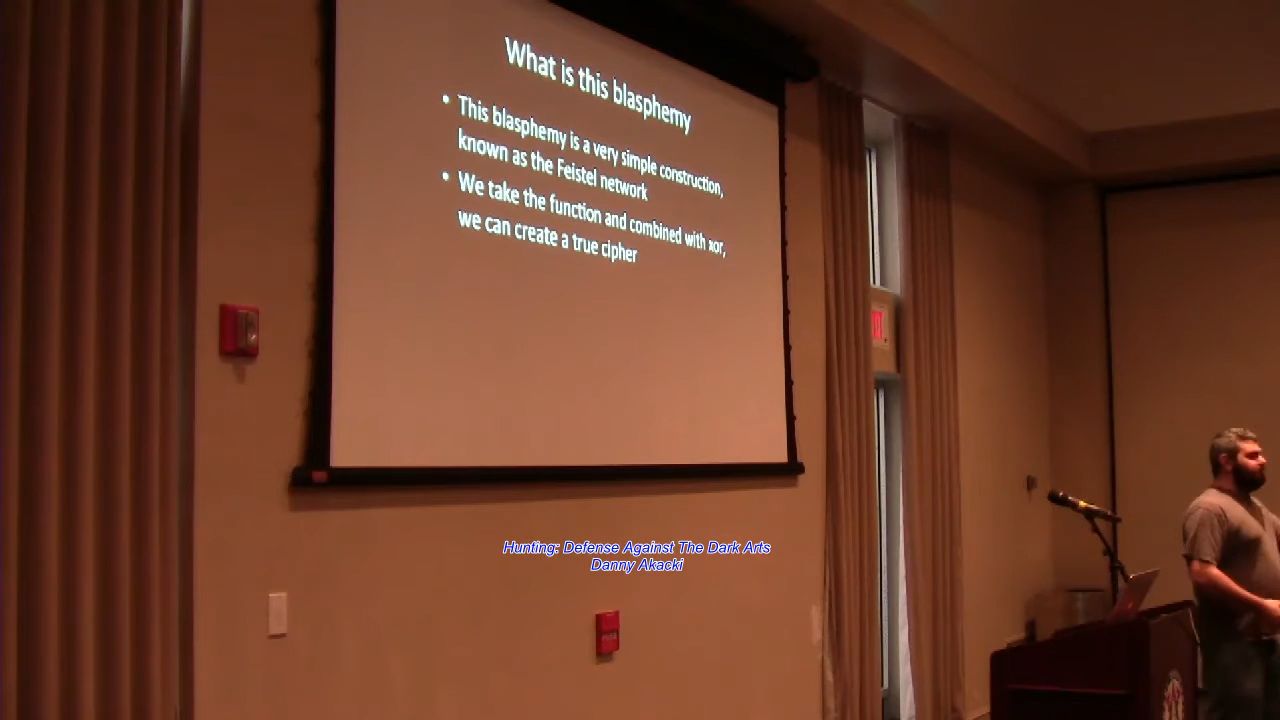 What is this blasphemy
• This blasphemy is a very simple construction,
known as the Feistel network
• We take the function and combined with xor,
we can create a true cipher
Hunting: Defense Against The Dark Arts
Danny Akacki